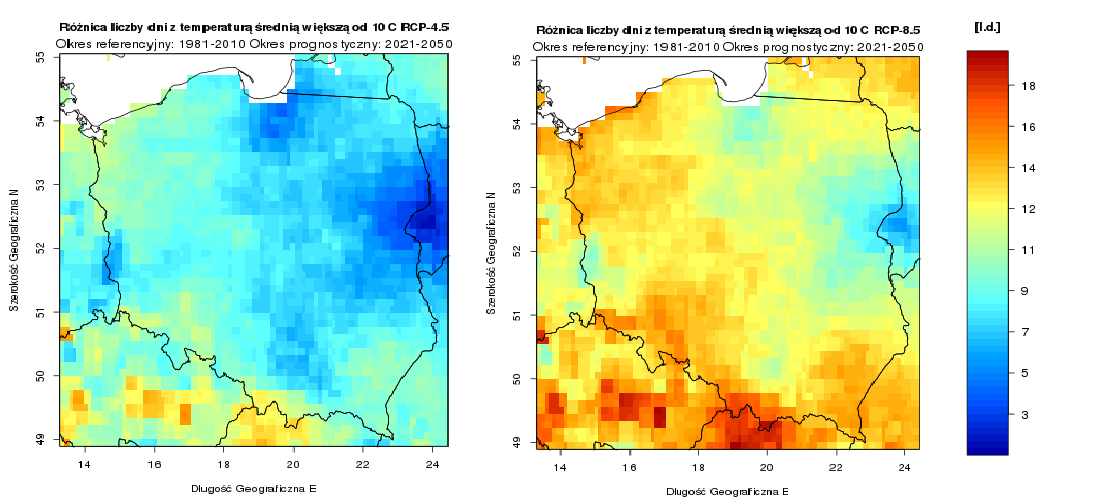 Różnica liczby dni z temperaturą średnią większą od 10 C RCP-4.5
Okres referencyjny: 1981-2010 Okres prognostyczny: 2021-2050
55
54
53
52
51
50
49
Szerokość Geograficzna N
14 16 18 20 22 24
Długość Geograficzna E
Różnica liczby dni z temperaturą średnią większą od 10 C RCP-8.5
Okres referencyjny: 1981-2010 Okres prognostyczny: 2021-2050
55
54
53
52
51
50
49
Szerokość Geograficzna N
14 16 18 20 22 24
Długość Geograficzna E
[l.d.]
18
16
14
12
11
9
7
5
3